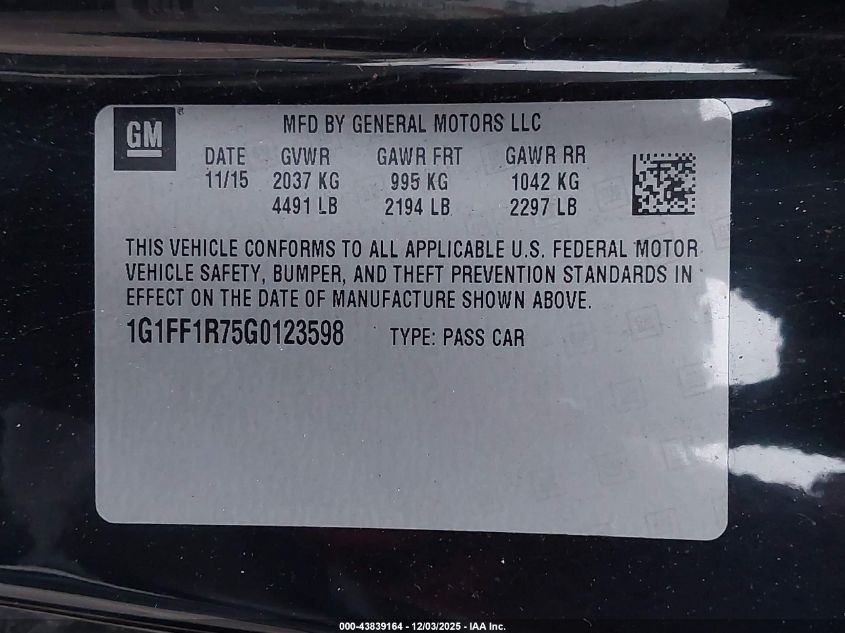 GM
MFD BY GENERAL MOTORS LLC
DATE GVWR GAWR FRT GAWR RR
11/15 2037 KG 995 KG 1042 KG
4491 LB 2194 LB 2297 LB
THIS VEHICLE CONFORMS TO ALL APPLICABLE U.S. FEDERAL MOTOR
VEHICLE SAFETY, BUMPER, AND THEFT PREVENTION STANDARDS IN
EFFECT ON THE DATE OF MANUFACTURE SHOWN ABOVE.
1G1FF1R75G0123598 TYPE: PASS CAR
000-43839164 - 12/03/2025 - IAA Inc.